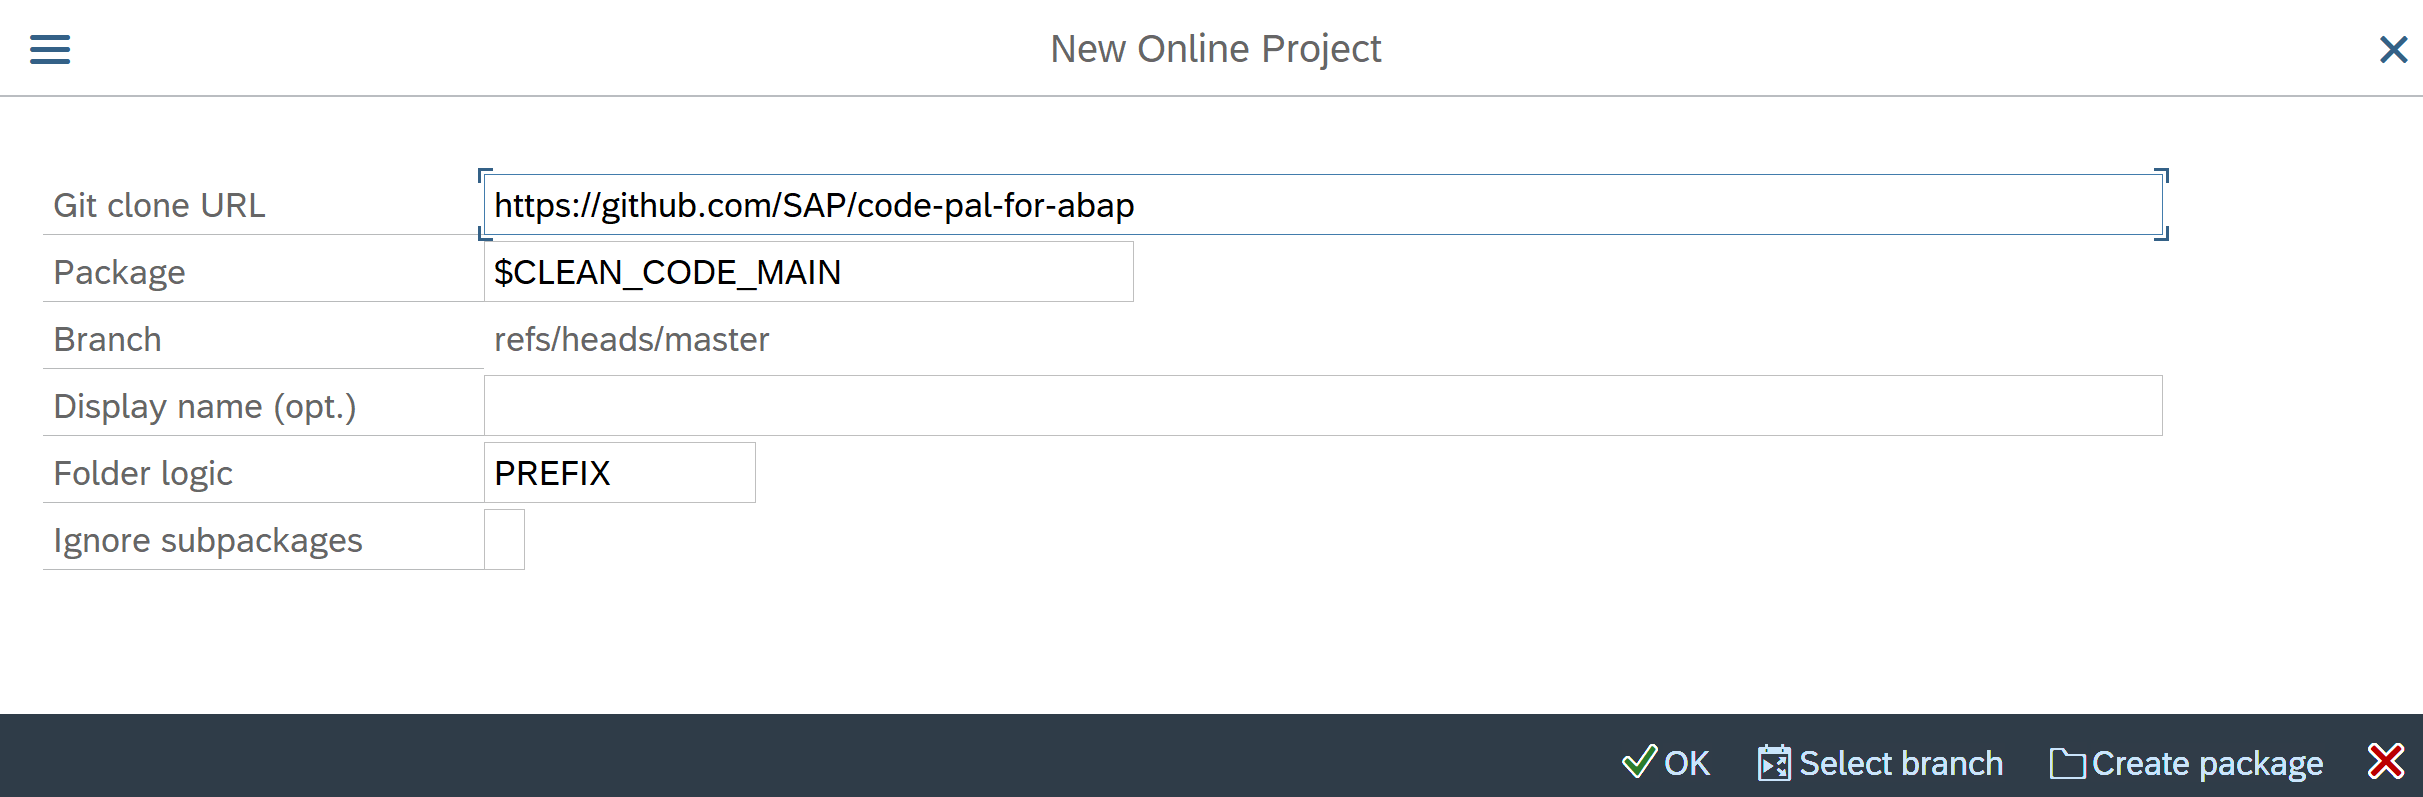 New Online Project
Git clone URL https://github.com/SAP/code-pal-for-abap
Package $CLEAN_CODE_MAIN
Branch refs/heads/master
Display name (opt.)
Folder logic PREFIX
Ignore subpackages
OK Select branch Create package